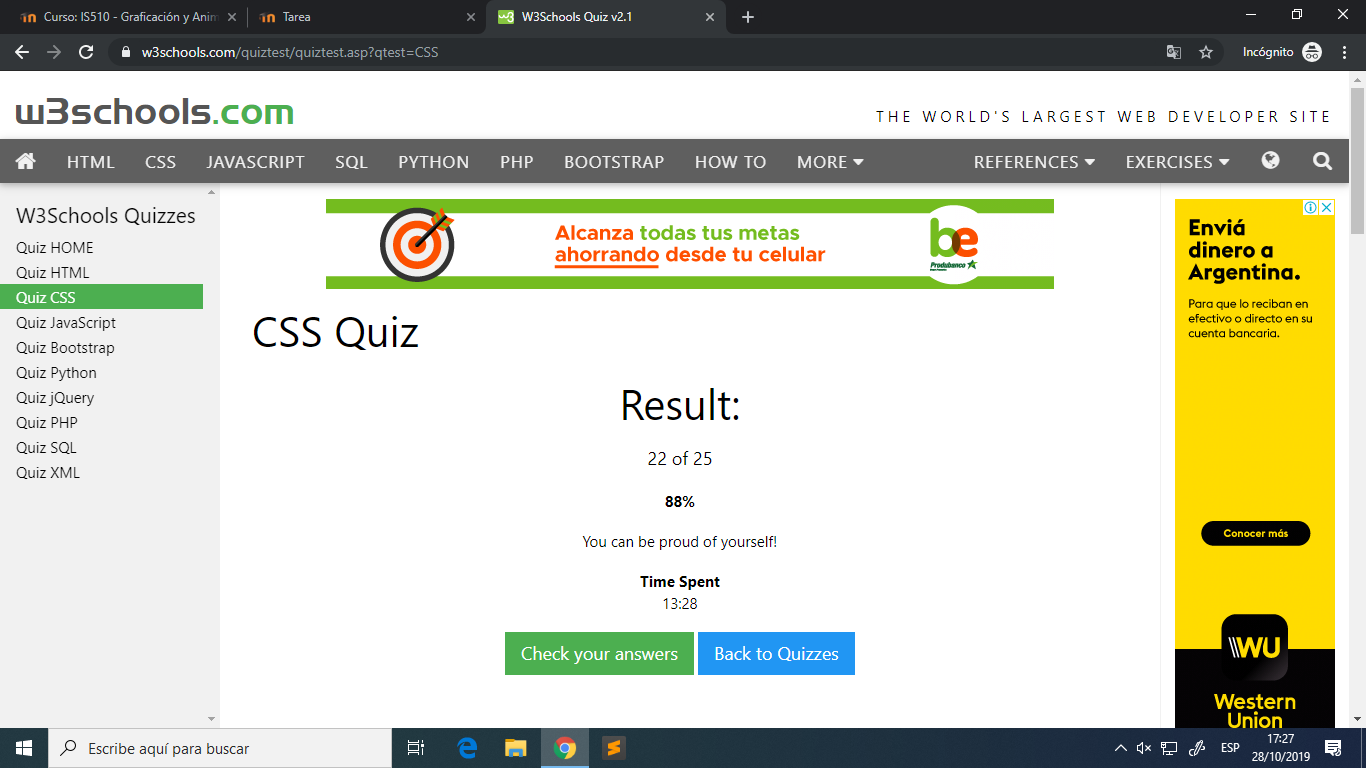 Curso: IS510 - Graficación y Anim
Tarea
W3Schools Quiz v2.1
w3schools.com/quiztest/quiztest.asp?qtest=CSS
Incógnito
w3schools.com
THE WORLD'S LARGEST WEB DEVELOPER SITE
HTML CSS JAVASCRIPT SQL PYTHON PHP BOOTSTRAP HOW TO MORE REFERENCES EXERCISES
W3Schools Quizzes
Quiz HOME
Quiz HTML
Quiz CSS
Quiz JavaScript
Quiz Bootstrap
Quiz Python
Quiz jQuery
Quiz PHP
Quiz SQL
Quiz XML
Alcanza todas tus metas
ahorrando desde tu celular
be
Produbanco
CSS Quiz
Result:
22 of 25
88%
You can be proud of yourself!
Time Spent
13:28
Check your answers
Back to Quizzes
Enviá
dinero a
Argentina.
Para que lo reciban en
efectivo o directo en su
cuenta bancaria.
Conocer más
WU
Western
Union
Escribe aquí para buscar
ESP
17:27
28/10/2019